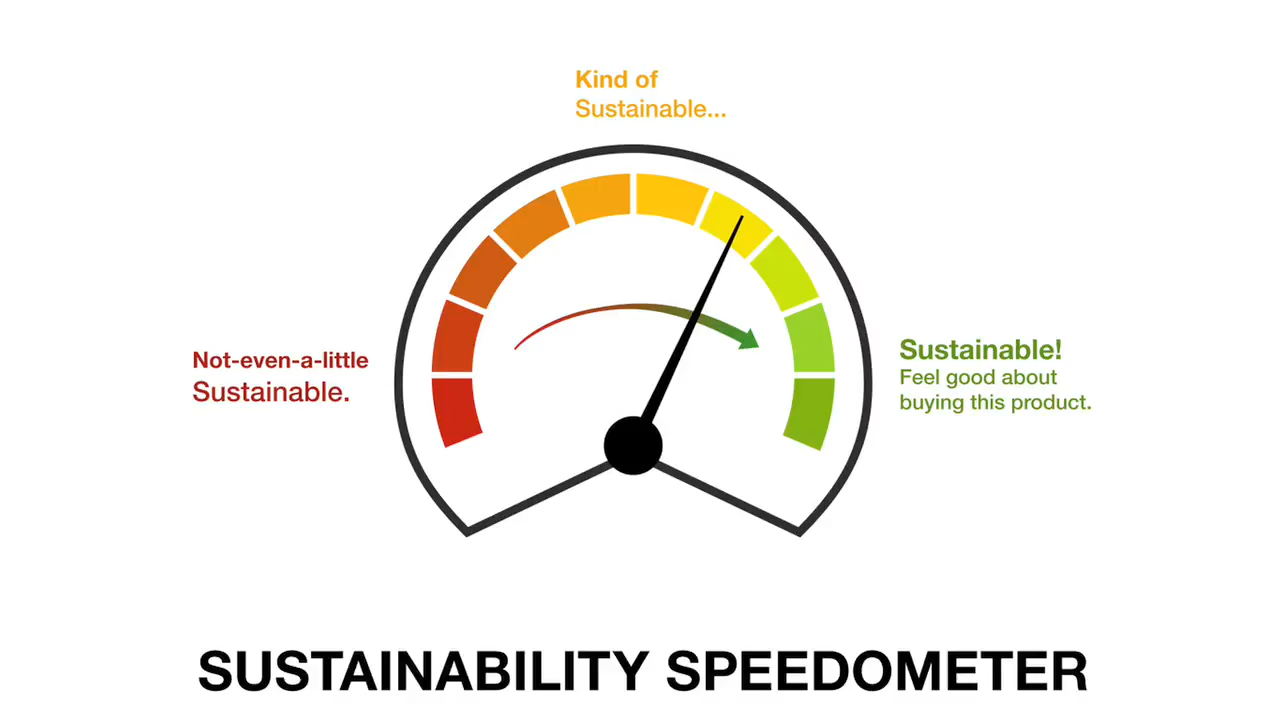 Kind of
Sustainable...
Not-even-a-little
Sustainable.
Sustainable!
Feel good about
buying this product.
SUSTAINABILITY SPEEDOMETER